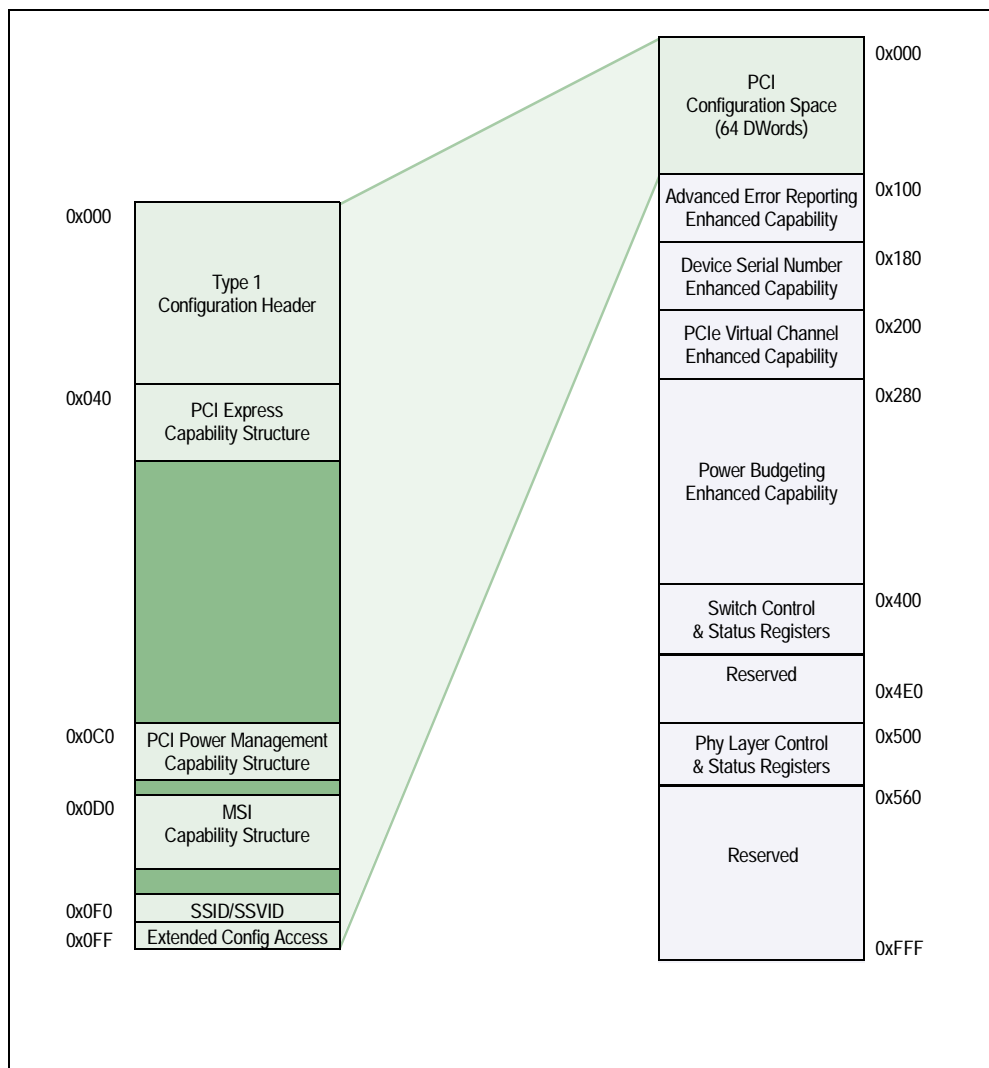 0x000
Type 1
Configuration Header
0x040
PCI Express
Capability Structure
0x0C0
PCI Power Management
Capability Structure
0x0D0
MSI
Capability Structure
0x0F0
SSID/SSVID
0x0FF
Extended Config Access
0x000
PCI
Configuration Space
(64 DWords)
0x100
Advanced Error Reporting
Enhanced Capability
0x180
Device Serial Number
Enhanced Capability
0x200
PCIe Virtual Channel
Enhanced Capability
0x280
Power Budgeting
Enhanced Capability
0x400
Switch Control
& Status Registers
Reserved
0x4E0
0x500
Phy Layer Control
& Status Registers
0x560
Reserved
0xFFF